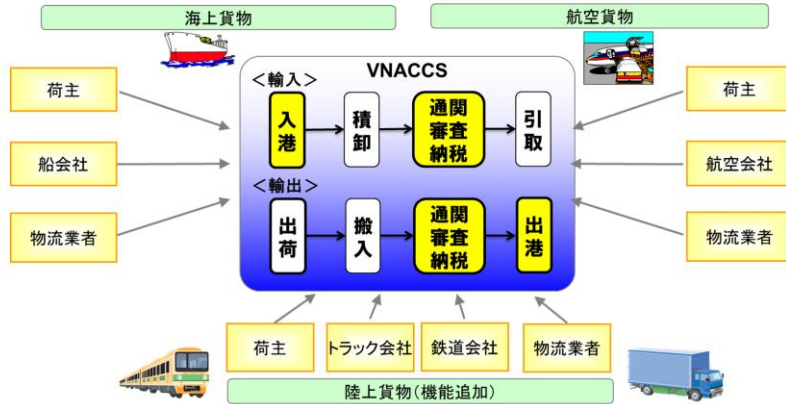 海上貨物
航空貨物
VNACCS
＜輸入＞
入港
積卸
通関
審査
納税
引取
＜輸出＞
出荷
搬入
通関
審査
納税
出港
荷主
船会社
物流業者
荷主
航空会社
物流業者
荷主
トラック会社
鉄道会社
物流業者
陸上貨物(機能追加)